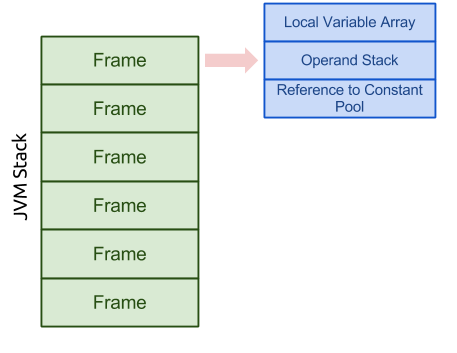 Local Variable Array
Frame
Operand Stack
Reference to Constant
Pool
Frame
Frame
JVM Stack
Frame
Frame
Frame